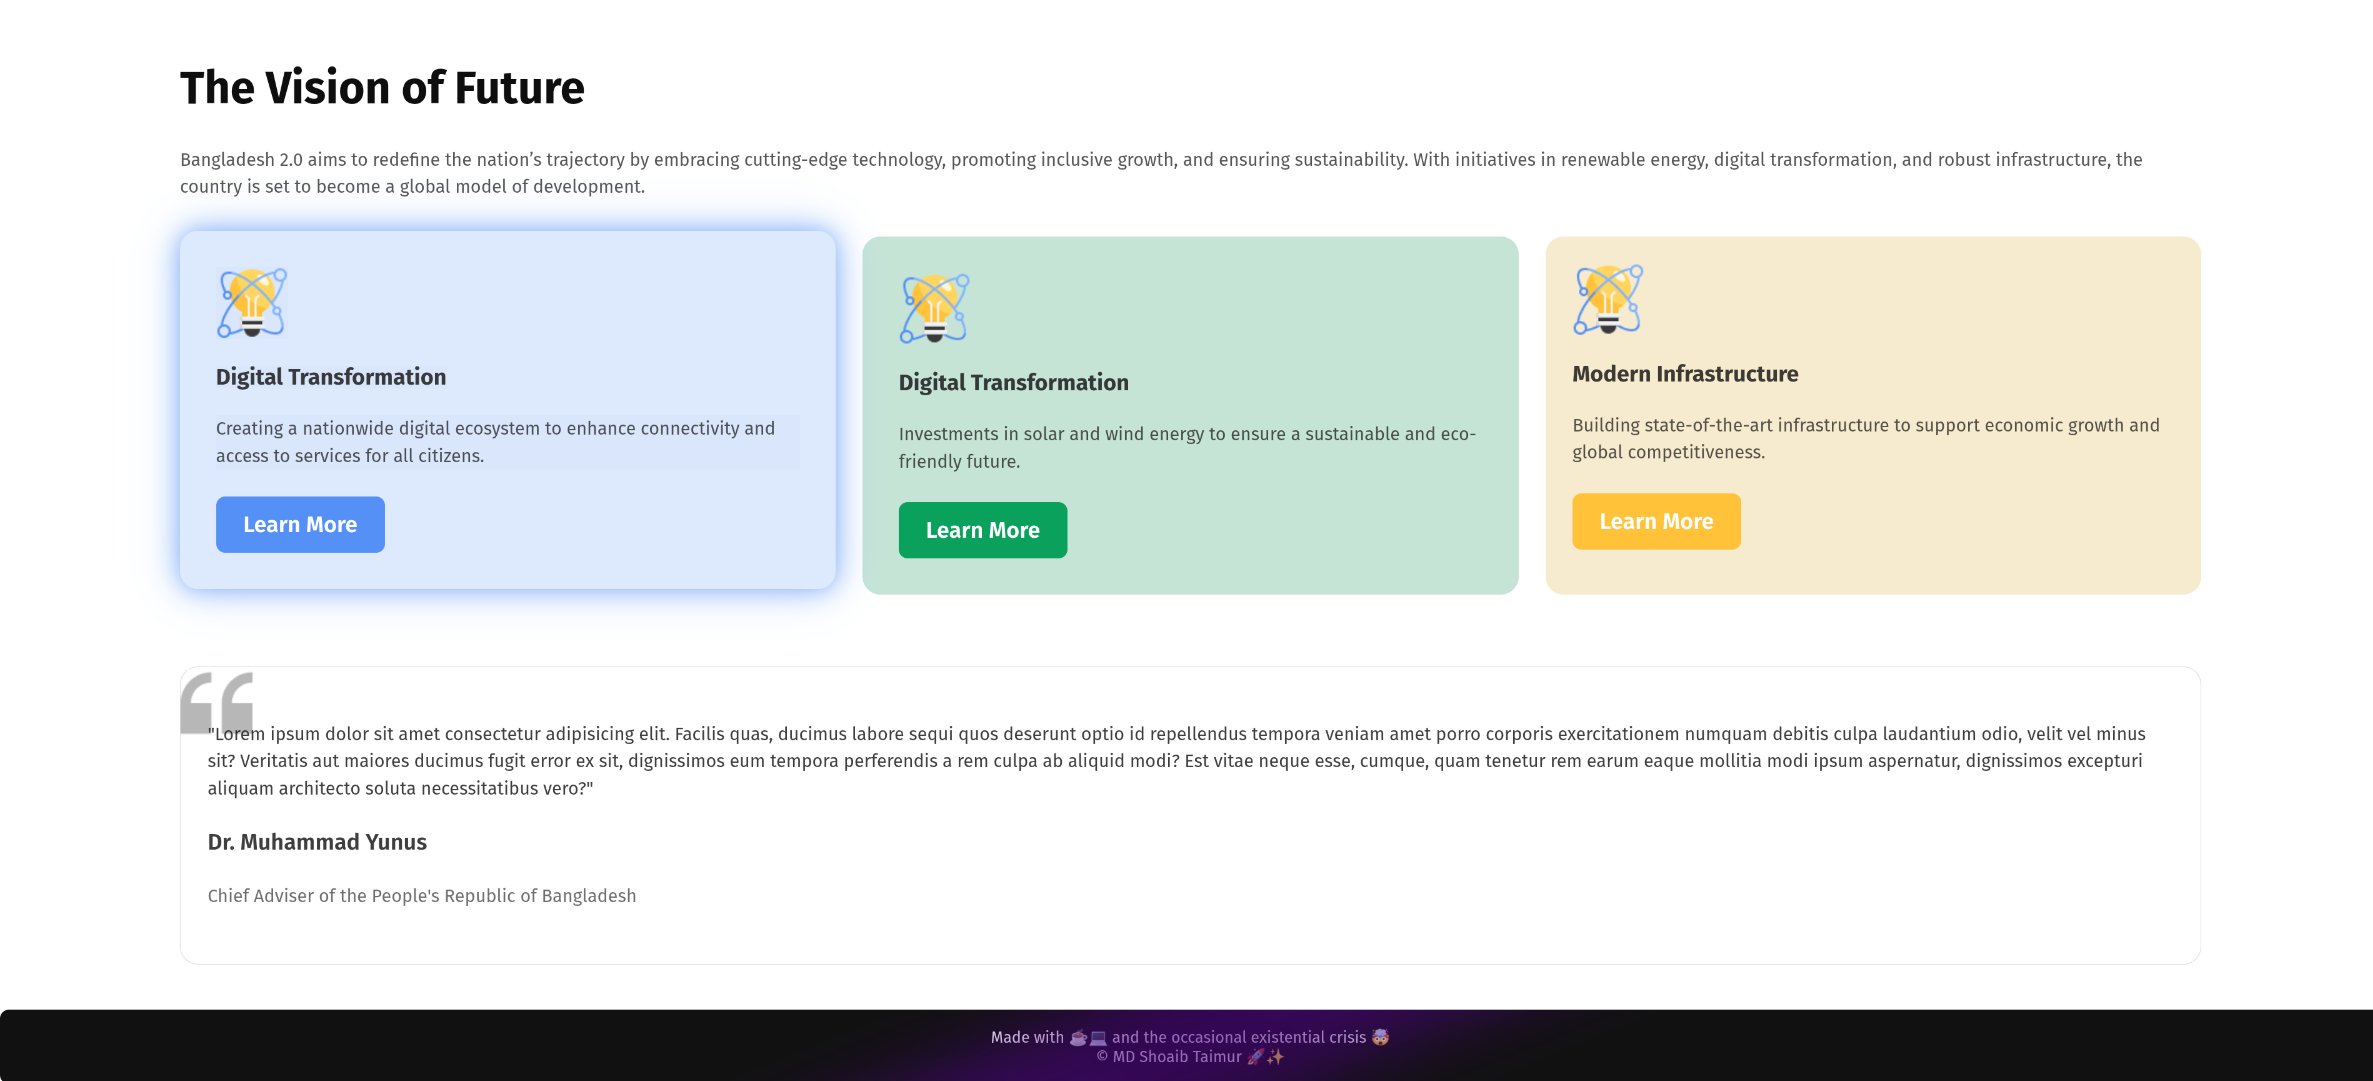 The Vision of Future
Bangladesh 2.0 aims to redefine the nation’s trajectory by embracing cutting-edge technology, promoting inclusive growth, and ensuring sustainability. With initiatives in renewable energy, digital transformation, and robust infrastructure, the
country is set to become a global model of development.
Digital Transformation
Creating a nationwide digital ecosystem to enhance connectivity and
access to services for all citizens.
Learn More
Digital Transformation
Investments in solar and wind energy to ensure a sustainable and eco-
friendly future.
Learn More
Modern Infrastructure
Building state-of-the-art infrastructure to support economic growth and
global competitiveness.
Learn More
"Lorem ipsum dolor sit amet consectetur adipisicing elit. Facilis quas, ducimus labore sequi quos deserunt optio id repellendus tempora veniam amet porro corporis exercitationem numquam debitis culpa laudantium odio, velit vel minus
sit? Veritatis aut maiores ducimus fugit error ex sit, dignissimos eum tempora perferendis a rem culpa ab aliquid modi? Est vitae neque esse, cumque, quam tenetur rem earum eaque mollitia modi ipsum aspernatur, dignissimos excepturi
aliquam architecto soluta necessitatibus vero?"
Dr. Muhammad Yunus
Chief Adviser of the People's Republic of Bangladesh
Made with ☕💻 and the occasional existential crisis 🤯
© MD Shoaib Taimur 🚀✨